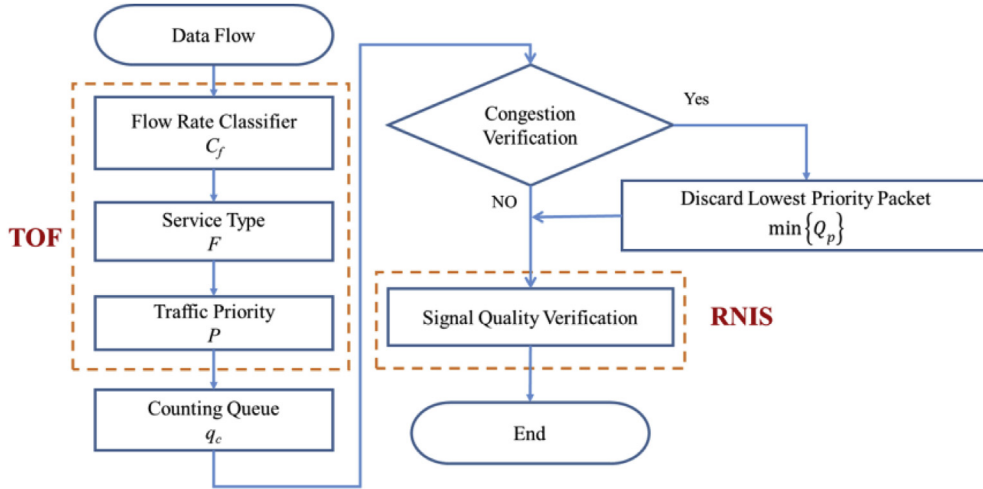 Data Flow
Flow Rate Classifier
C_f
Service Type
F
Traffic Priority
P
TOF
Counting Queue
q_c
Congestion
Verification
Yes
NO
Discard Lowest Priority Packet
min{Q_p}
Signal Quality Verification
RNIS
End